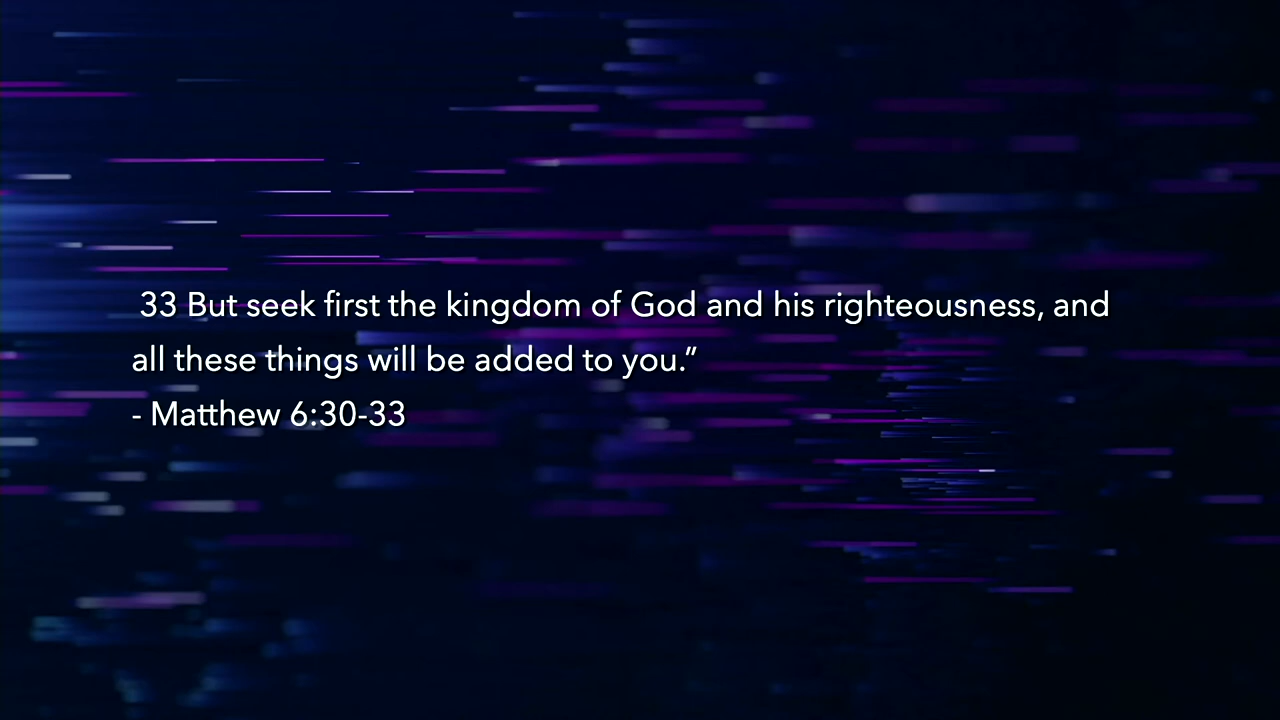 33 But seek first the kingdom of God and his righteousness, and
all these things will be added to you.”
- Matthew 6:30-33